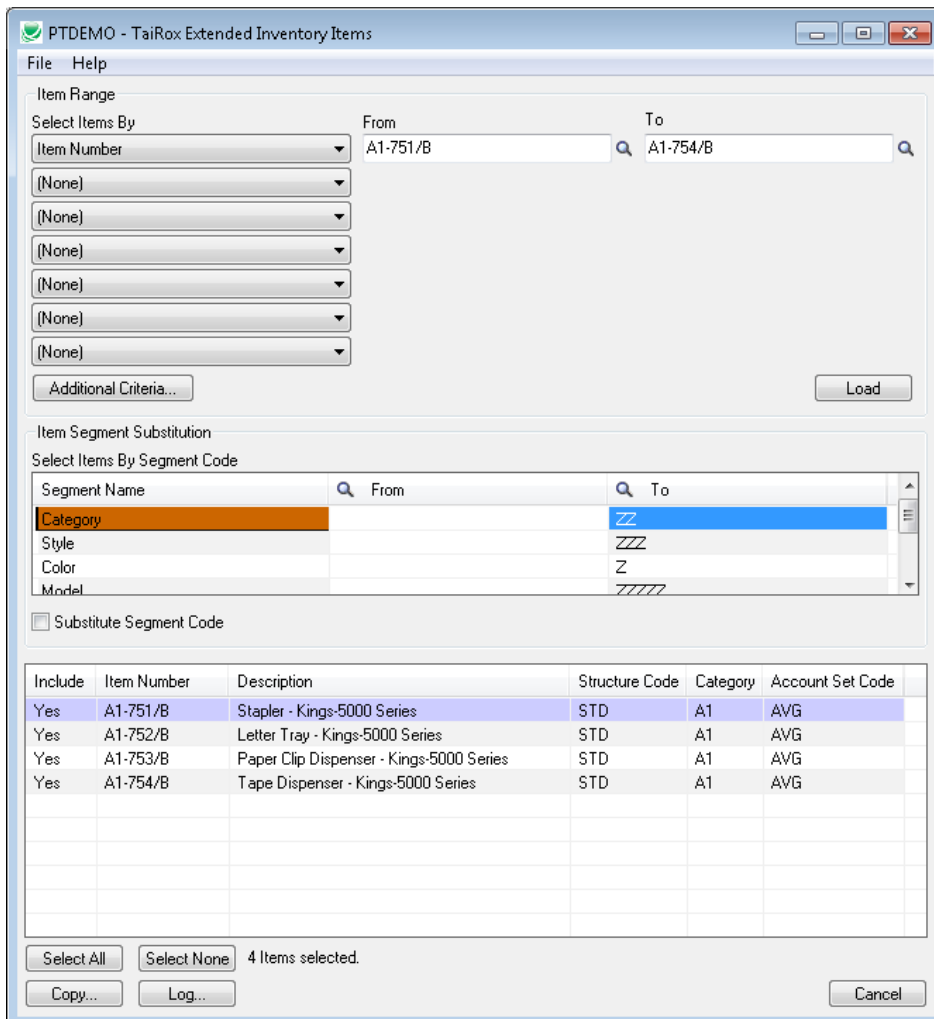 PTDEMO - TaiRox Extended Inventory Items
File Help
Item Range
Select Items By From To
Item Number A1-751/B A1-754/B
(None)
(None)
(None)
(None)
(None)
(None)
Additional Criteria... Load
Item Segment Substitution
Select Items By Segment Code
Segment Name From To
Category ZZ
Style ZZZ
Color Z
Model ZZZZZ
Substitute Segment Code
Include Item Number Description Structure Code Category Account Set Code
Yes A1-751/B Stapler - Kings-5000 Series STD A1 AVG
Yes A1-752/B Letter Tray - Kings-5000 Series STD A1 AVG
Yes A1-753/B Paper Clip Dispenser - Kings-5000 Series STD A1 AVG
Yes A1-754/B Tape Dispenser - Kings-5000 Series STD A1 AVG
Select All Select None 4 Items selected.
Copy... Log... Cancel